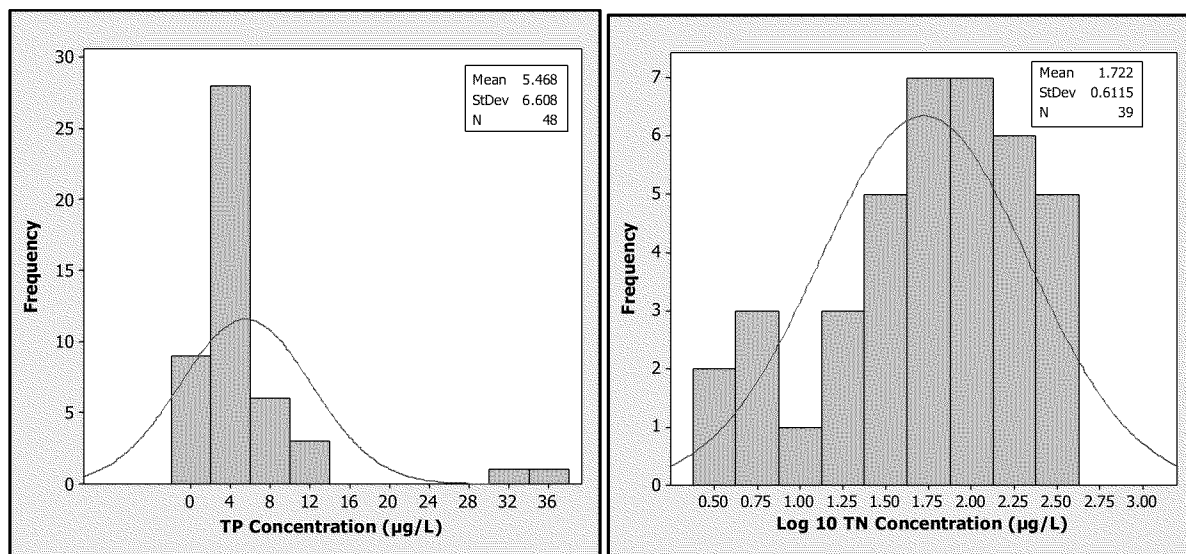 Frequency
30
25
20
15
10
5
0
Mean 5.468
StDev 6.608
N 48
0 4 8 12 16 20 24 28 32 36
TP Concentration (µg/L)
Frequency
7
6
5
4
3
2
1
0
Mean 1.722
StDev 0.6115
N 39
0.50 0.75 1.00 1.25 1.50 1.75 2.00 2.25 2.50 2.75 3.00
Log 10 TN Concentration (µg/L)